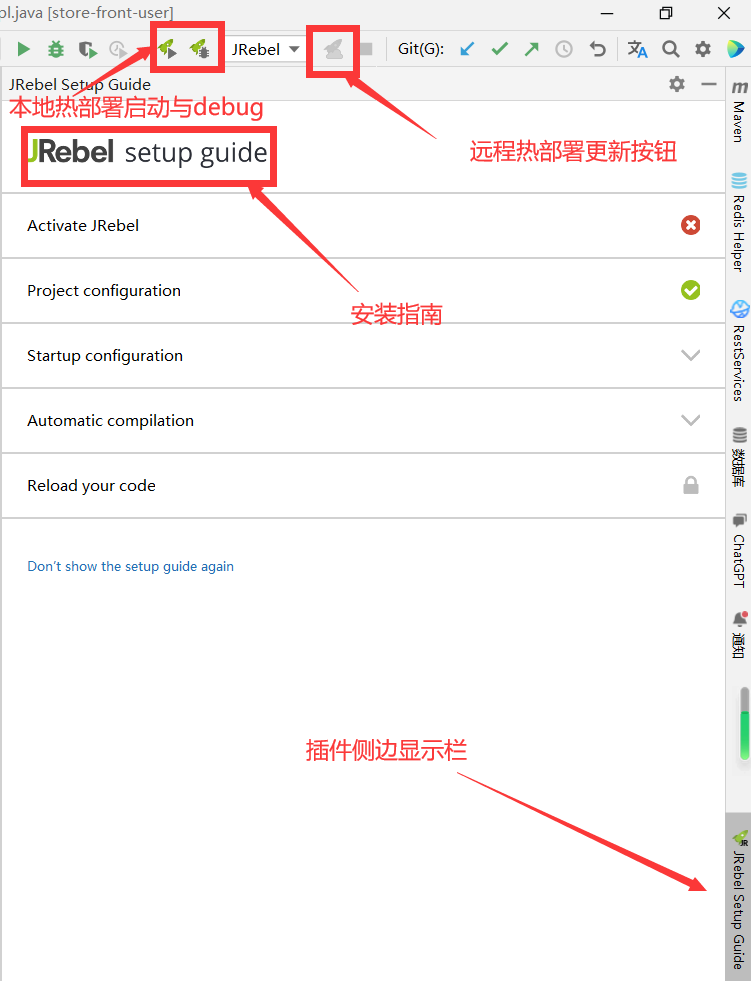 pl.java [store-front-user]
JRebel
Git(G):
JRebel Setup Guide
本地热部署启动与debug
远程热部署更新按钮
JRebel setup guide
Activate JRebel
Project configuration
安装指南
Startup configuration
Automatic compilation
Reload your code
Don't show the setup guide again
插件侧边显示栏
m
Maven
Redis Helper
RestServices
数据库
ChatGPT
通知
JR
JRebel Setup Guide